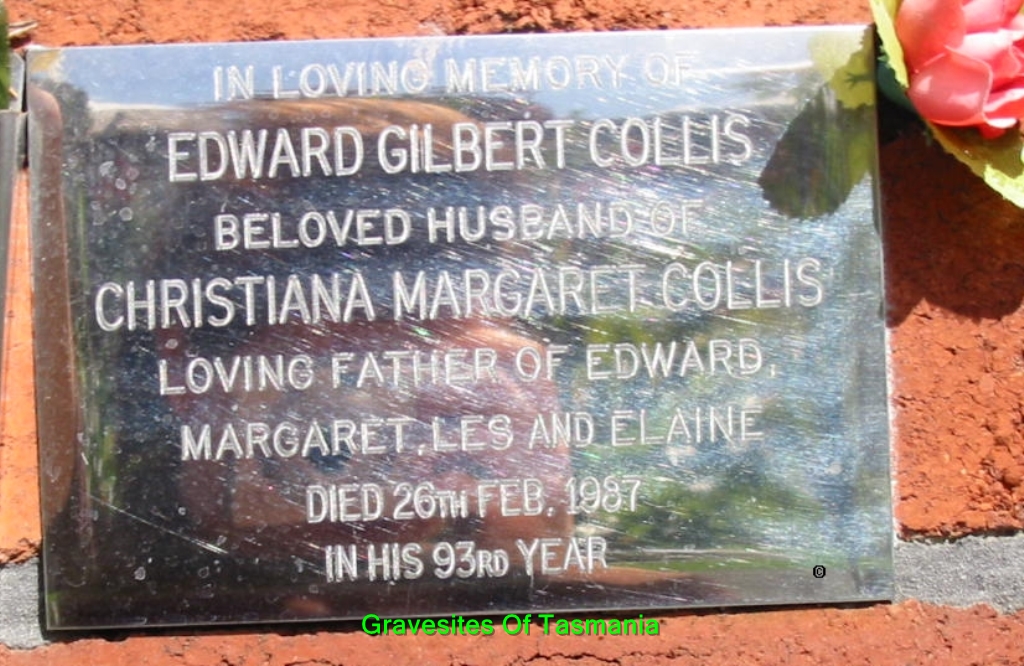 IN LOVING MEMORY OF
EDWARD GILBERT COLLIS
BELOVED HUSBAND OF
CHRISTIANA MARGARET COLLIS
LOVING FATHER OF EDWARD,
MARGARET, LES AND ELAINE
DIED 26TH FEB. 1987
IN HIS 93RD YEAR
©
Gravesites Of Tasmania